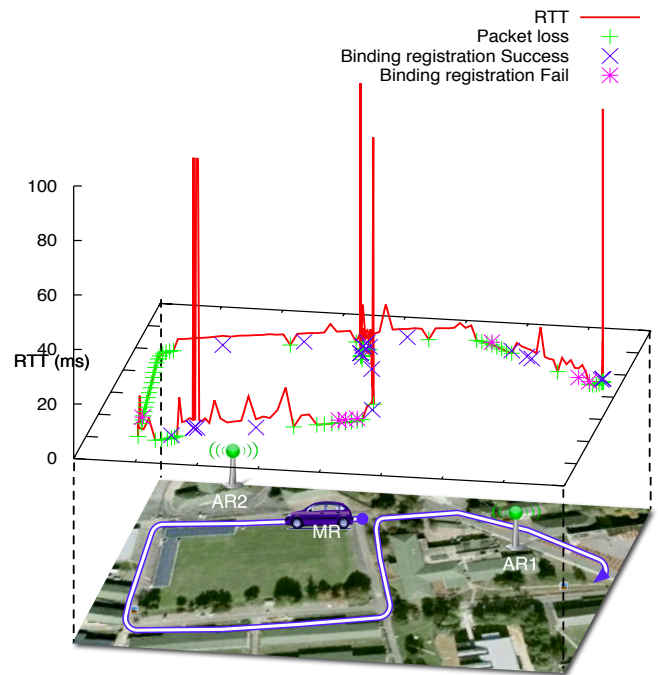 RTT
Packet loss
Binding registration Success
Binding registration Fail
100
80
60
40
RTT (ms)
20
0
AR2
MR
AR1